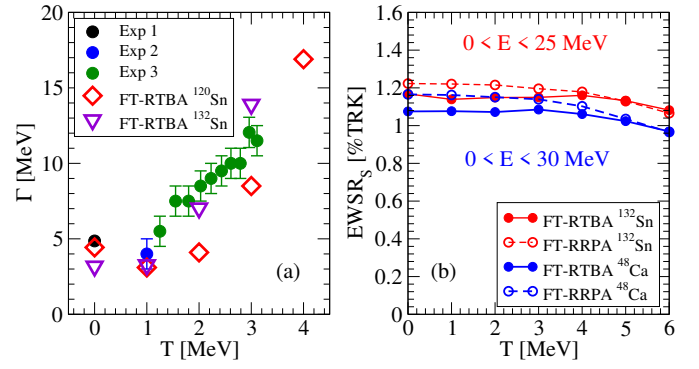 20
15
10
5
0
Γ [MeV]
Exp 1
Exp 2
Exp 3
FT-RTBA ¹²⁰Sn
FT-RTBA ¹³²Sn
(a)
0 1 2 3 4
T [MeV]
1.6
1.4
1.2
1
0.8
0.6
0.4
0.2
0
EWSR_S [%TRK]
0 < E < 25 MeV
0 < E < 30 MeV
FT-RTBA ¹³²Sn
FT-RRPA ¹³²Sn
FT-RTBA ⁴⁸Ca
FT-RRPA ⁴⁸Ca
(b)
0 1 2 3 4 5 6
T [MeV]